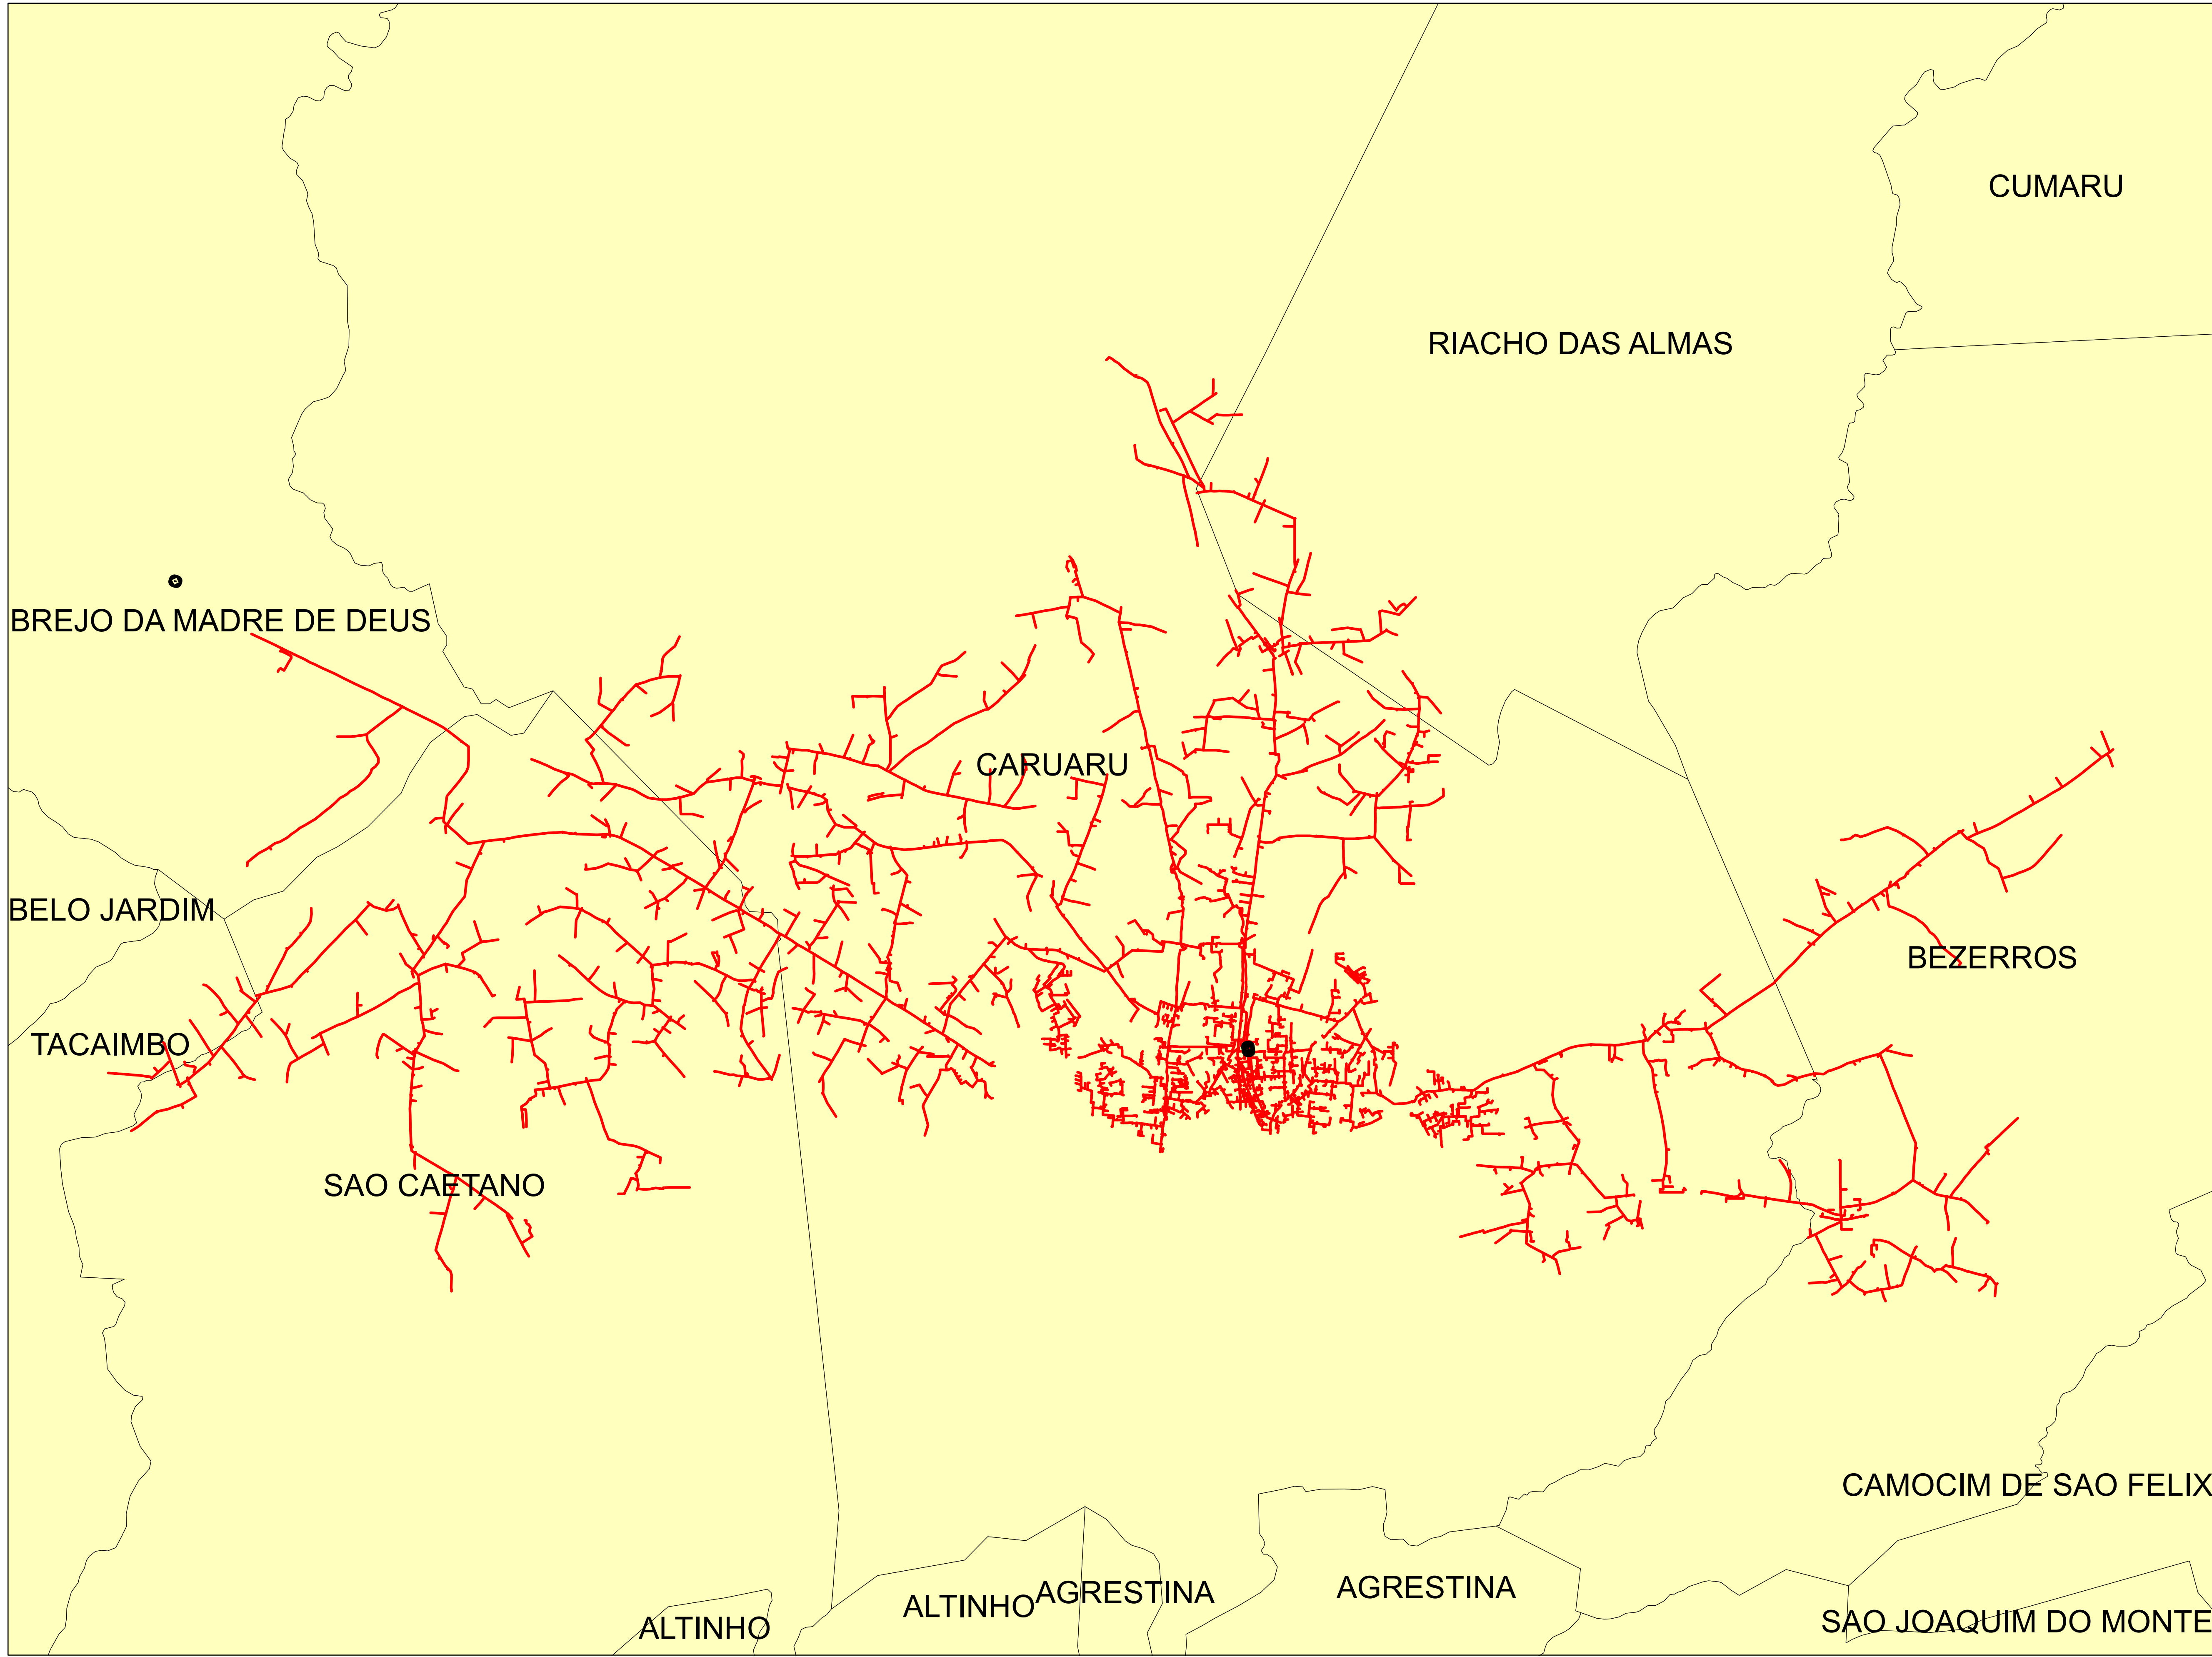 CUMARU
RIACHO DAS ALMAS
BREJO DA MADRE DE DEUS
CARUARU
BELO JARDIM
BEZERROS
TACAIMBO
SAO CAETANO
CAMOCIM DE SAO FELIX
AGRESTINA
AGRESTINA
ALTINHO
ALTINHO
SAO JOAQUIM DO MONTE